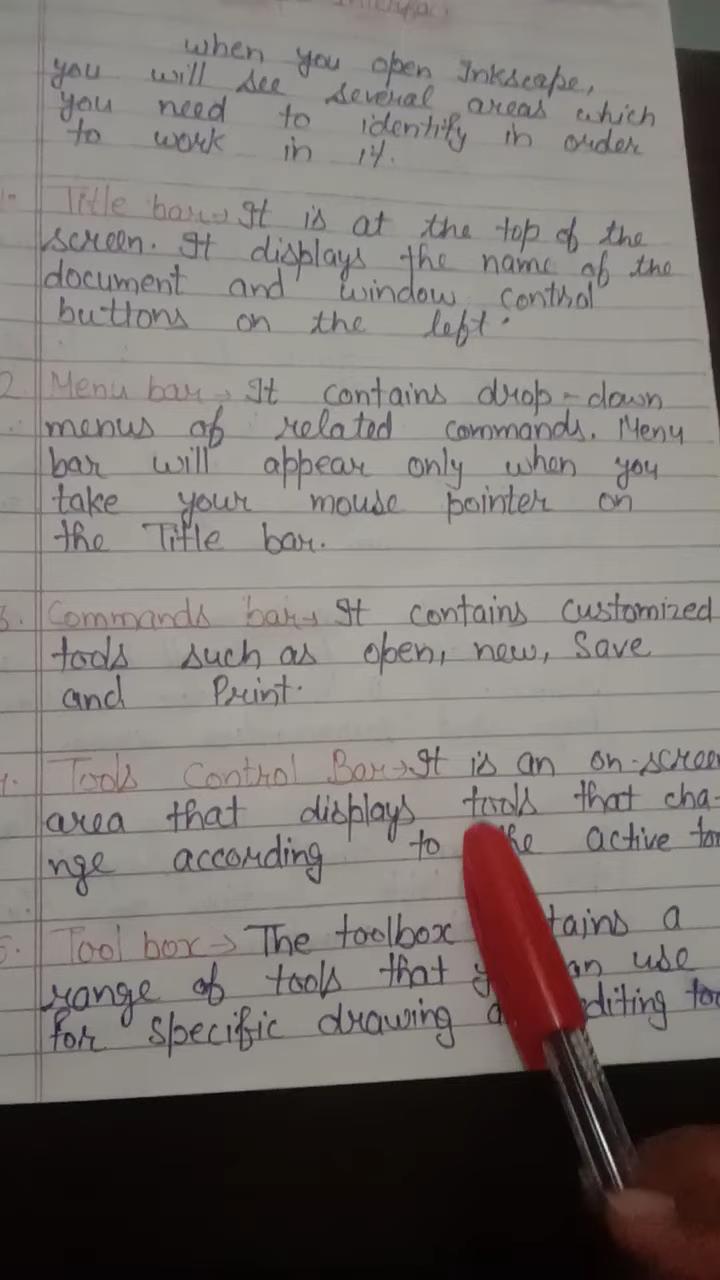 when you open Inkscape,
you will see several areas which
you need to identify in order
to work in it.
Title bar → It is at the top of the
screen. It displays the name of the
document and window control
buttons on the left.
2. Menu bar → It contains drop-down
menus of related commands. Menu
bar will appear only when you
take your mouse pointer on
the Title bar.
3. Commands bar → It contains customized
tools such as open, new, Save
and Print.
Tools Control Bar → It is an on-screen
area that displays tools that cha-
nge according to the active
5. Tool box → The toolbox
range of tools that use
for specific drawing